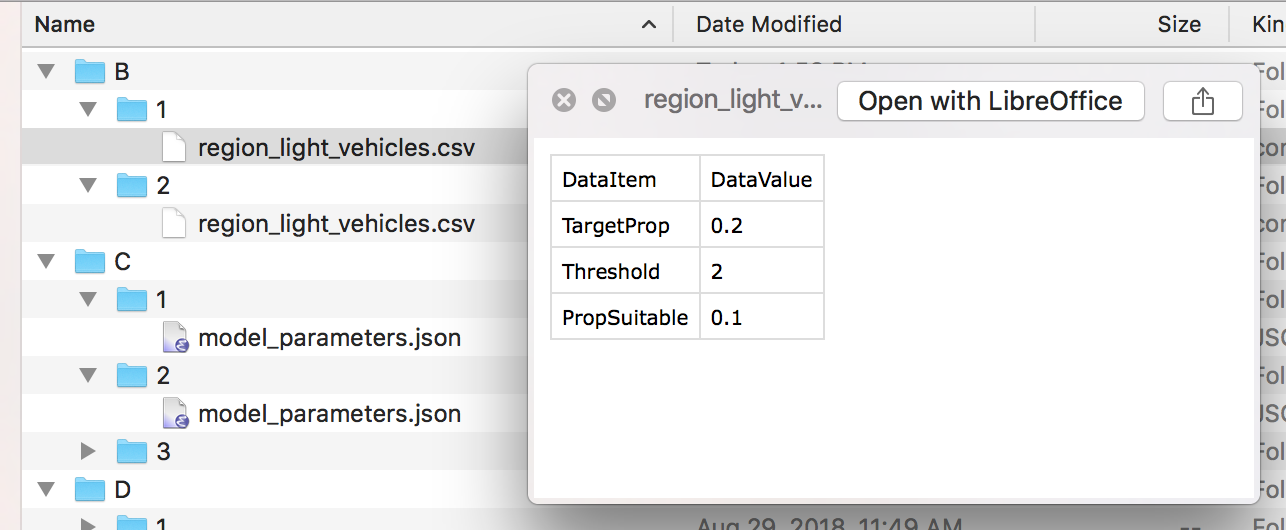 Name Date Modified Size Kin
B
1
region_light_vehicles.csv
2
region_light_vehicles.csv
C
1
model_parameters.json
2
model_parameters.json
3
D
1 Aug 29, 2018, 11:49 AM -- Fol
region_light_v... Open with LibreOffice
DataItem DataValue
TargetProp 0.2
Threshold 2
PropSuitable 0.1